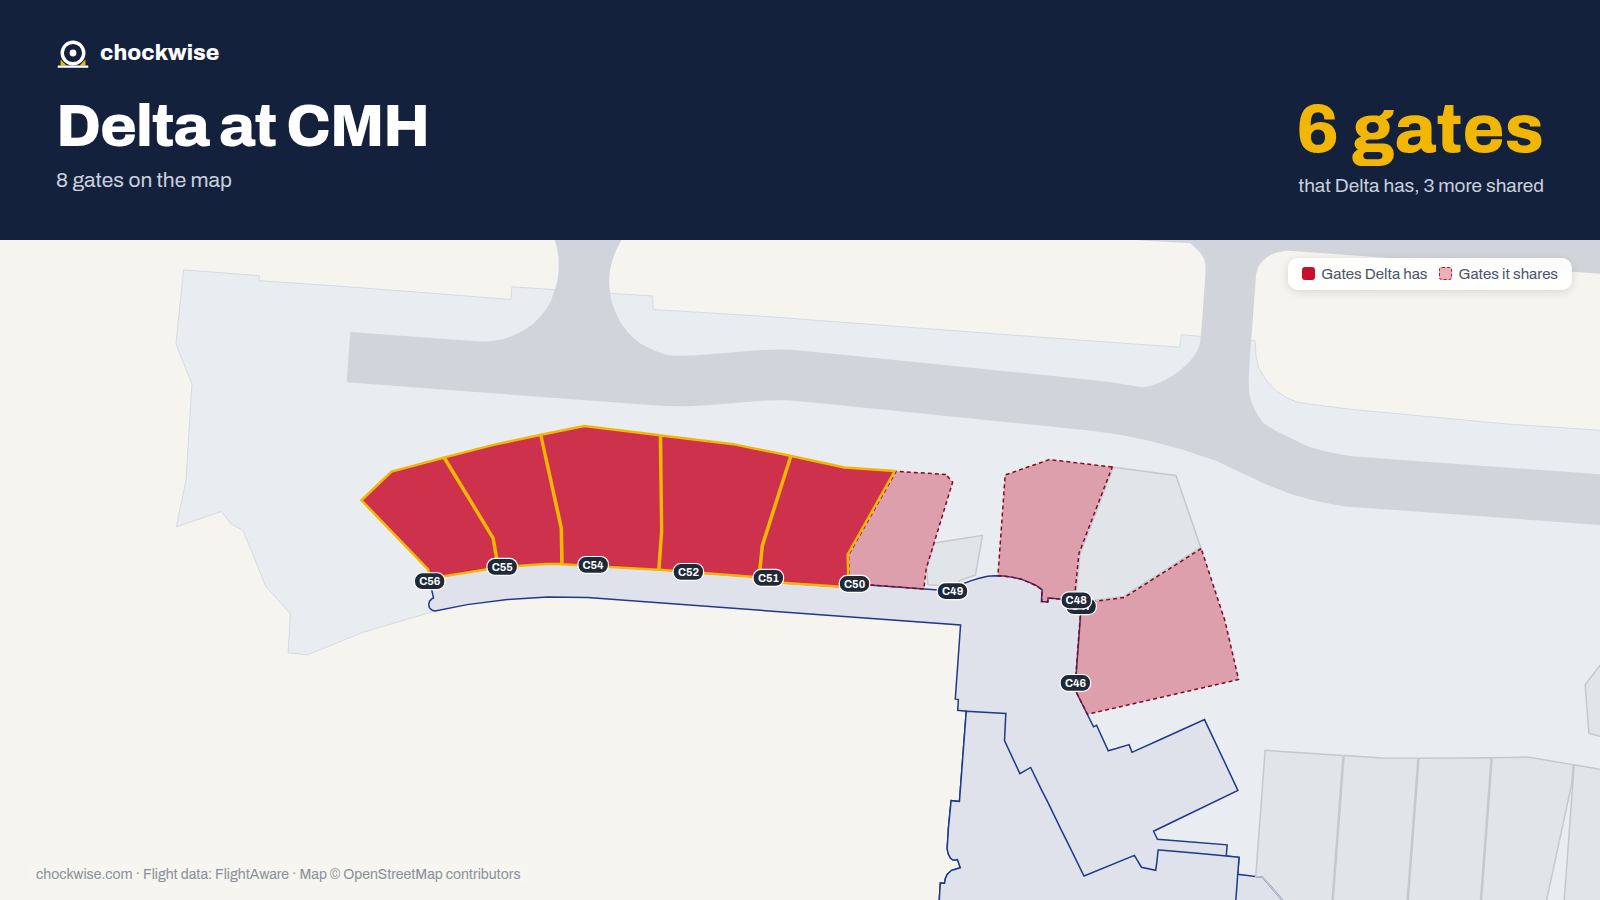 chockwise
Delta at CMH
8 gates on the map
6 gates
that Delta has, 3 more shared
Gates Delta has
Gates it shares
C56
C55
C54
C52
C51
C50
C49
C48
C46
chockwise.com · Flight data: FlightAware · Map © OpenStreetMap contributors